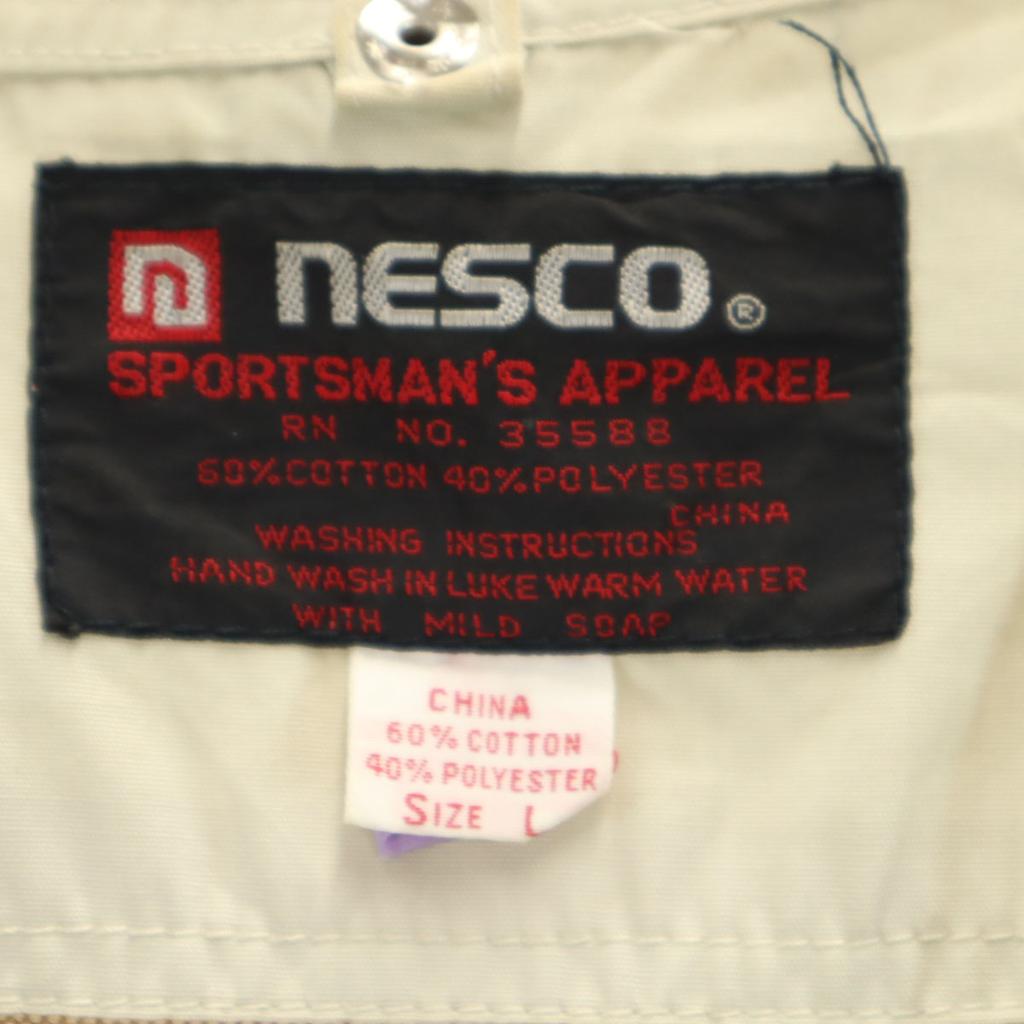 n nesco®
SPORTSMAN'S APPAREL
RN NO. 35588
60%COTTON 40%POLYESTER
CHINA
WASHING INSTRUCTIONS
HAND WASH IN LUKE WARM WATER
WITH MILD SOAP
CHINA
60% COTTON
40% POLYESTER
SIZE L